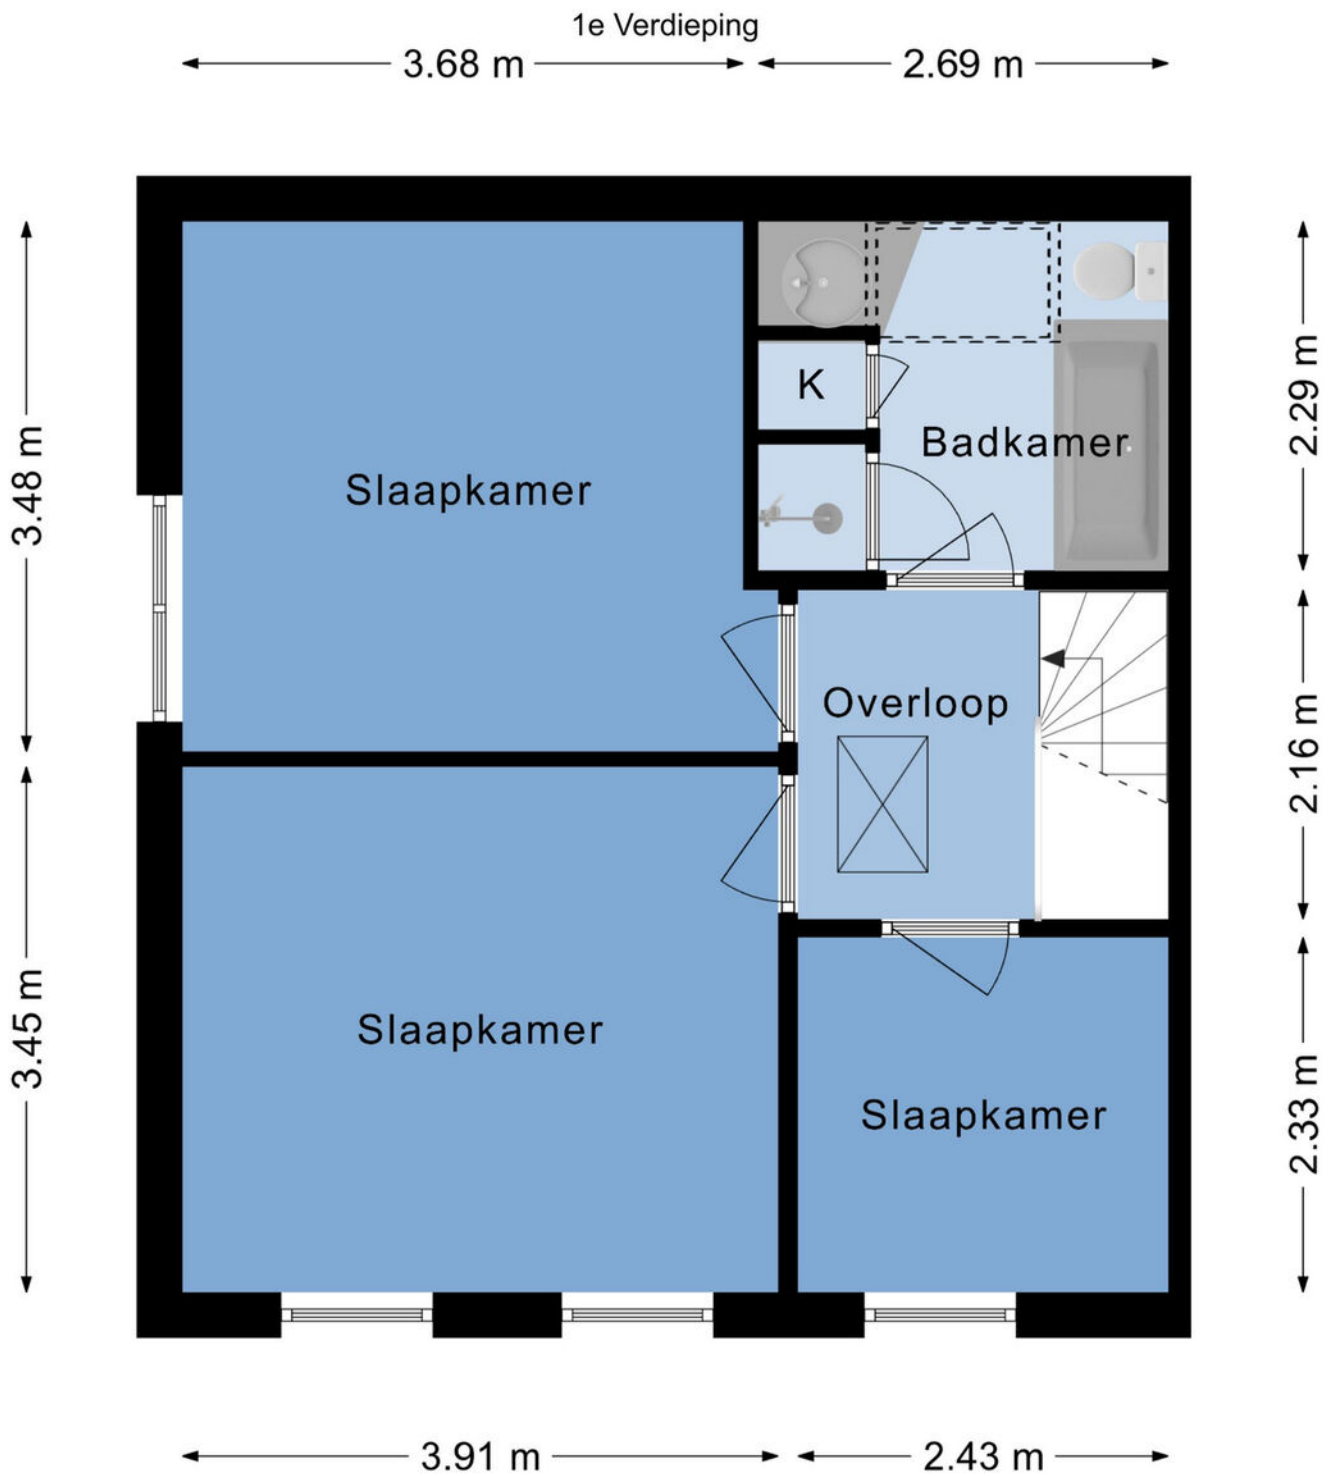 1e Verdieping
3.68 m
2.69 m
K
Badkamer
2.29 m
Slaapkamer
3.48 m
Overloop
2.16 m
Slaapkamer
3.45 m
Slaapkamer
2.33 m
3.91 m
2.43 m